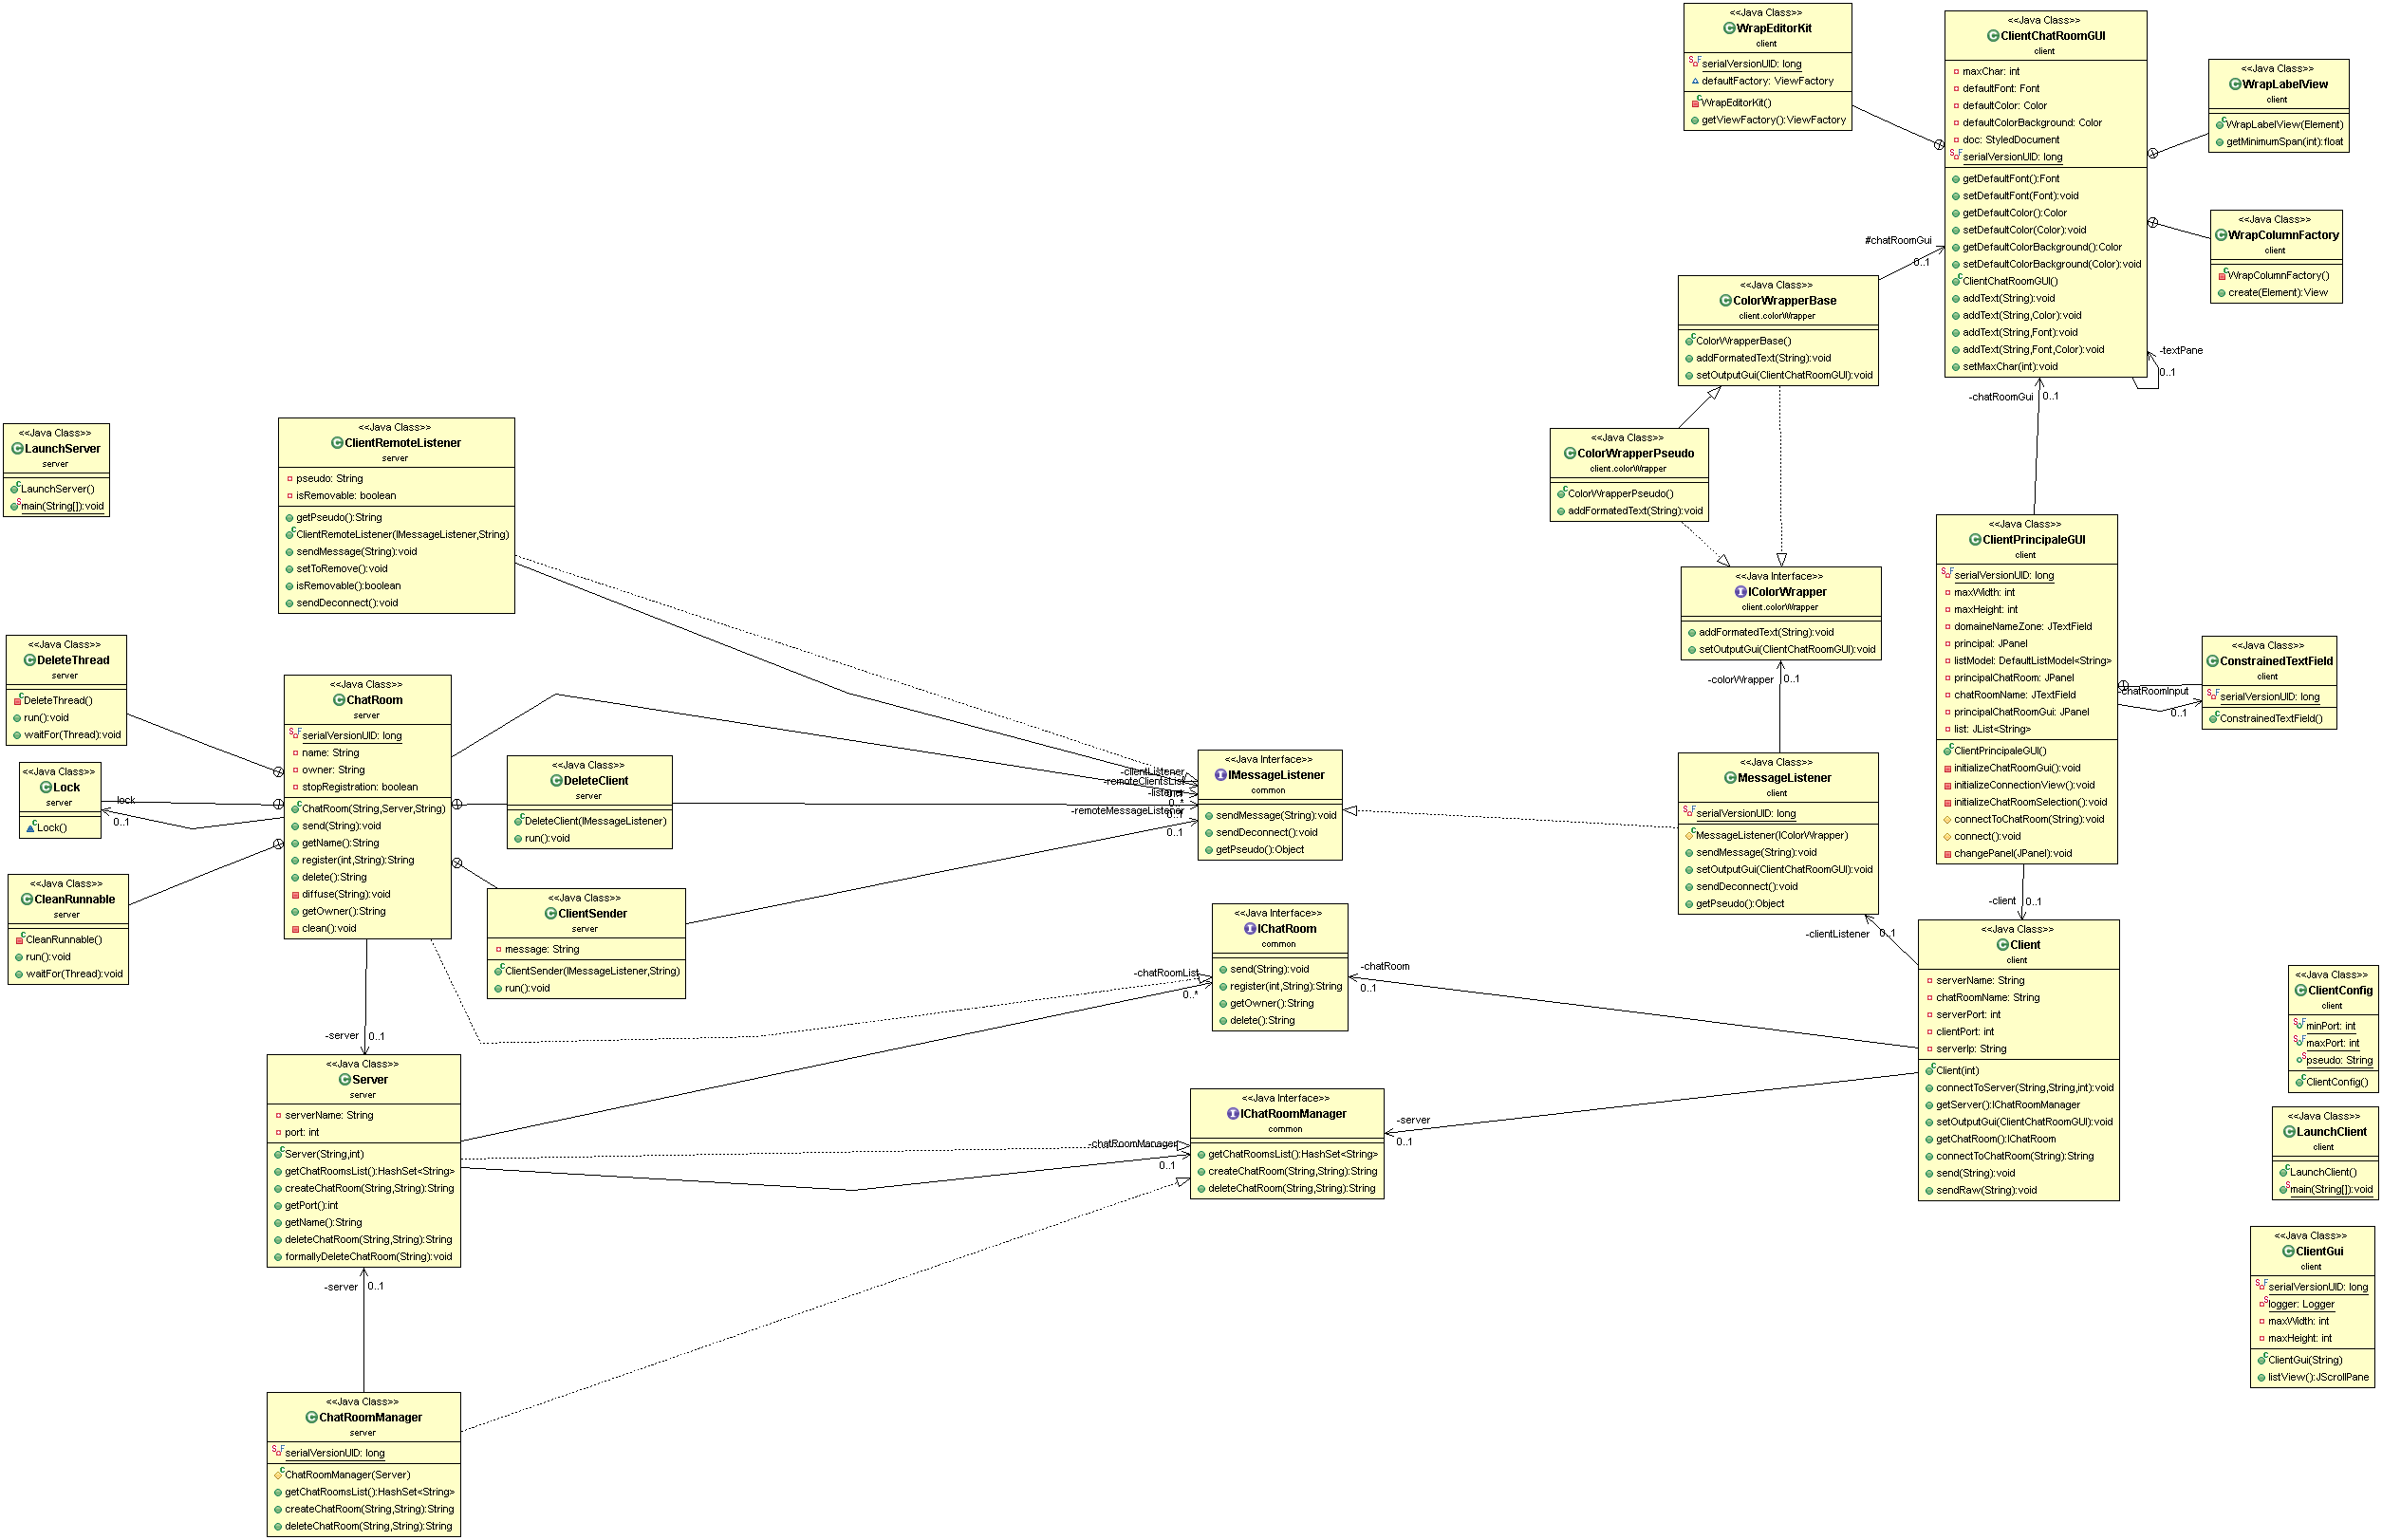 <<Java Class>>
WrapEditorKit
client
serialVersionUID: long
defaultFactory: ViewFactory
WrapEditorKit()
getViewFactory():ViewFactory
<<Java Class>>
ClientChatRoomGUI
client
maxChar: int
defaultFont: Font
defaultColor: Color
defaultColorBackground: Color
doc: StyledDocument
serialVersionUID: long
getDefaultFont():Font
setDefaultFont(Font):void
getDefaultColor():Color
setDefaultColor(Color):void
getDefaultColorBackground():Color
setDefaultColorBackground(Color):void
ClientChatRoomGUI()
addText(String):void
addText(String,Color):void
addText(String,Font):void
addText(String,Font,Color):void
setMaxChar(int):void
<<Java Class>>
WrapLabelView
client
WrapLabelView(Element)
getMinimumSpan(int):float
<<Java Class>>
WrapColumnFactory
client
WrapColumnFactory()
create(Element):View
#chatRoomGui
0..1
-textPane
0..1
<<Java Class>>
ColorWrapperBase
client.colorWrapper
ColorWrapperBase()
addFormatedText(String):void
setOutputGui(ClientChatRoomGUI):void
-chatRoomGui
0..1
<<Java Class>>
LaunchServer
server
LaunchServer()
main(String[]):void
<<Java Class>>
ClientRemoteListener
server
pseudo: String
isRemovable: boolean
getPseudo():String
ClientRemoteListener(IMessageListener,String)
sendMessage(String):void
setToRemove():void
isRemovable():boolean
sendDeconnect():void
<<Java Class>>
ColorWrapperPseudo
client.colorWrapper
ColorWrapperPseudo()
addFormatedText(String):void
<<Java Interface>>
IColorWrapper
client.colorWrapper
addFormatedText(String):void
setOutputGui(ClientChatRoomGUI):void
-colorWrapper
0..1
<<Java Class>>
ClientPrincipaleGUI
client
serialVersionUID: long
maxWidth: int
maxHeight: int
domaineNameZone: JTextField
principal: JPanel
listModel: DefaultListModel<String>
principalChatRoom: JPanel
chatRoomName: JTextField
principalChatRoomGui: JPanel
list: JList<String>
ClientPrincipaleGUI()
initializeChatRoomGui():void
initializeConnectionView():void
initializeChatRoomSelection():void
connectToChatRoom(String):void
connect():void
changePanel(JPanel):void
<<Java Class>>
ConstrainedTextField
client
serialVersionUID: long
ConstrainedTextField()
-chatRoomInput
0..1
<<Java Class>>
DeleteThread
server
DeleteThread()
run():void
waitFor(Thread):void
<<Java Class>>
Lock
server
Lock()
lock
0..1
<<Java Class>>
CleanRunnable
server
CleanRunnable()
run():void
waitFor(Thread):void
<<Java Class>>
ChatRoom
server
serialVersionUID: long
name: String
owner: String
stopRegistration: boolean
ChatRoom(String,Server,String)
send(String):void
getName():String
register(int,String):String
delete():String
diffuse(String):void
getOwner():String
clean():void
<<Java Class>>
DeleteClient
server
DeleteClient(IMessageListener)
run():void
<<Java Class>>
ClientSender
server
message: String
ClientSender(IMessageListener,String)
run():void
-clientListener
-remoteClientsList
-listener
0..*
-remoteMessageListener
0..1
0..1
<<Java Interface>>
IMessageListener
common
sendMessage(String):void
sendDeconnect():void
getPseudo():Object
<<Java Class>>
MessageListener
client
serialVersionUID: long
MessageListener(IColorWrapper)
sendMessage(String):void
setOutputGui(ClientChatRoomGUI):void
sendDeconnect():void
getPseudo():Object
-client
0..1
-clientListener
0..1
<<Java Interface>>
IChatRoom
common
send(String):void
register(int,String):String
getOwner():String
delete():String
-chatRoomList
0..*
-chatRoom
0..1
<<Java Class>>
Client
client
serverName: String
chatRoomName: String
serverPort: int
clientPort: int
serverIp: String
Client(int)
connectToServer(String,String,int):void
getServer():IChatRoomManager
setOutputGui(ClientChatRoomGUI):void
getChatRoom():IChatRoom
connectToChatRoom(String):String
send(String):void
sendRaw(String):void
<<Java Class>>
ClientConfig
client
minPort: int
maxPort: int
pseudo: String
ClientConfig()
<<Java Class>>
LaunchClient
client
LaunchClient()
main(String[]):void
<<Java Class>>
ClientGui
client
serialVersionUID: long
logger: Logger
maxWidth: int
maxHeight: int
ClientGui(String)
listView():JScrollPane
-server
0..1
<<Java Class>>
Server
server
serverName: String
port: int
Server(String,int)
getChatRoomsList():HashSet<String>
createChatRoom(String,String):String
getPort():int
getName():String
deleteChatRoom(String,String):String
formallyDeleteChatRoom(String):void
<<Java Interface>>
IChatRoomManager
common
getChatRoomsList():HashSet<String>
createChatRoom(String,String):String
deleteChatRoom(String,String):String
-chatRoomManager
0..1
-server
0..1
-server
0..1
<<Java Class>>
ChatRoomManager
server
serialVersionUID: long
ChatRoomManager(Server)
getChatRoomsList():HashSet<String>
createChatRoom(String,String):String
deleteChatRoom(String,String):String